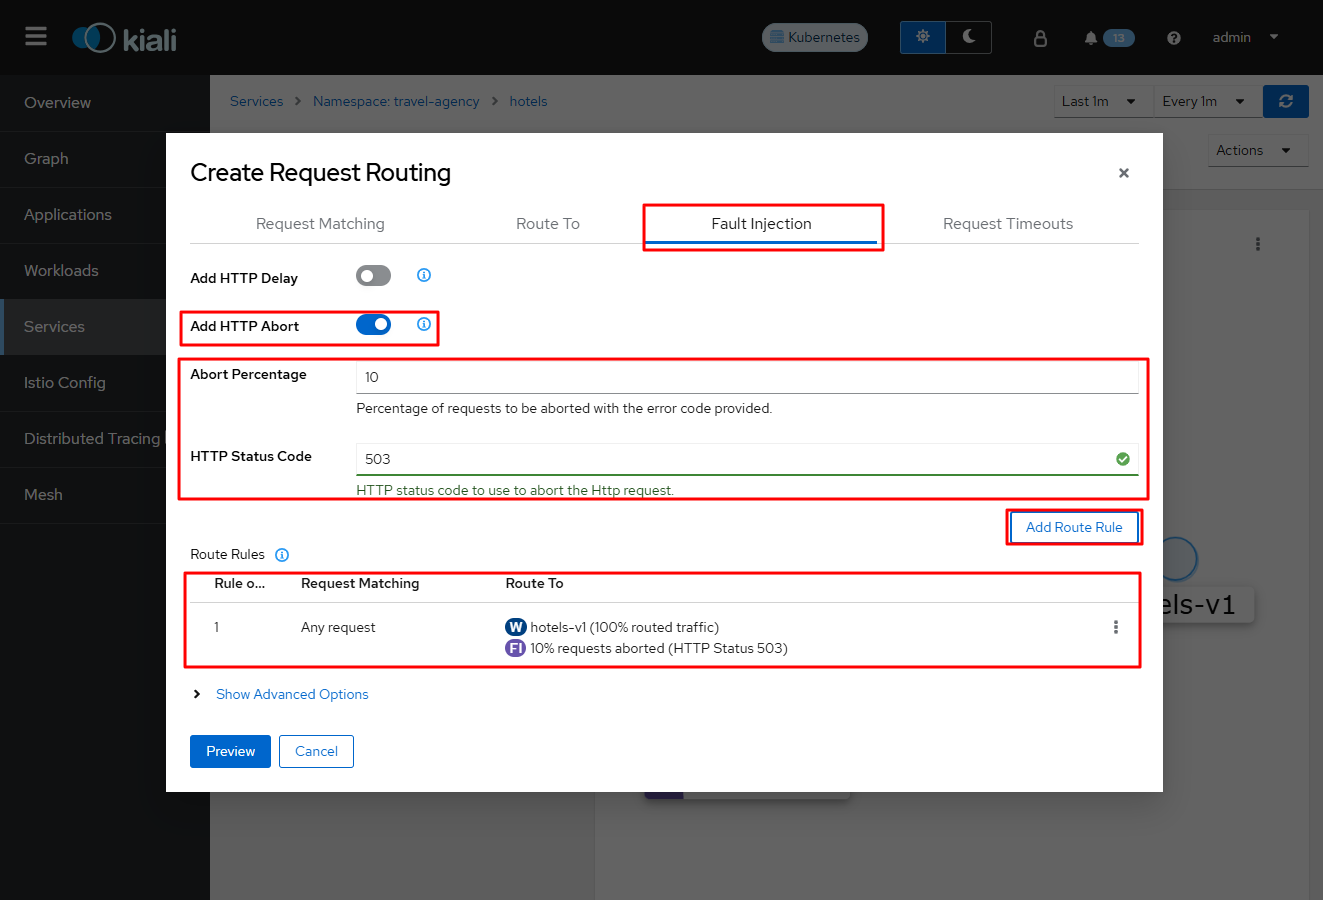 kiali
Kubernetes
13
admin
Overview
Graph
Applications
Workloads
Services
Istio Config
Distributed Tracing
Mesh
Services
Namespace: travel-agency
hotels
Last 1m
Every 1m
Actions
Create Request Routing
Request Matching
Route To
Fault Injection
Request Timeouts
Add HTTP Delay
Add HTTP Abort
Abort Percentage
10
Percentage of requests to be aborted with the error code provided.
HTTP Status Code
503
HTTP status code to use to abort the Http request.
Add Route Rule
Route Rules
Rule o... Request Matching Route To
1 Any request W hotels-v1 (100% routed traffic)
FI 10% requests aborted (HTTP Status 503)
els-v1
Show Advanced Options
Preview
Cancel